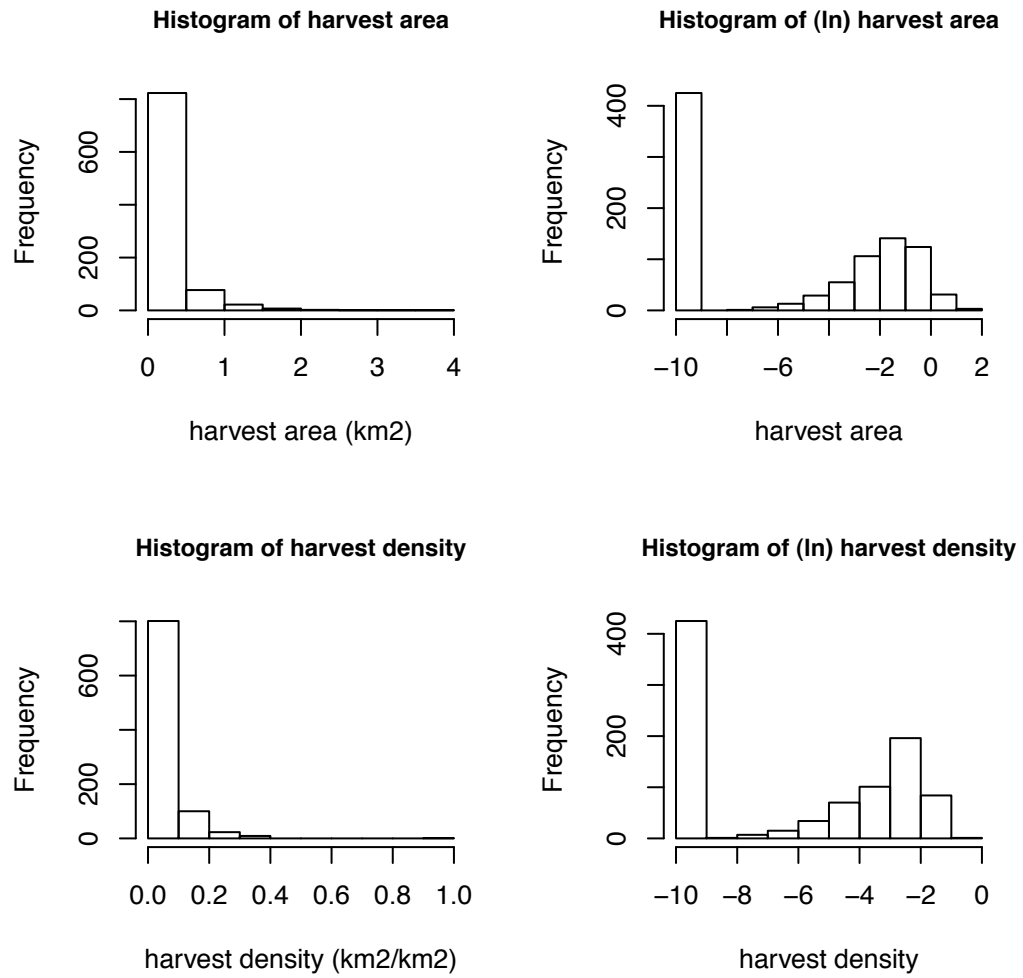 Histogram of harvest area
Frequency
0 200 600
0 1 2 3 4
harvest area (km2)
Histogram of (ln) harvest area
Frequency
0 200 400
−10 −6 −2 0 2
harvest area
Histogram of harvest density
Frequency
0 200 600
0.0 0.2 0.4 0.6 0.8 1.0
harvest density (km2/km2)
Histogram of (ln) harvest density
Frequency
0 200 400
−10 −8 −6 −4 −2 0
harvest density